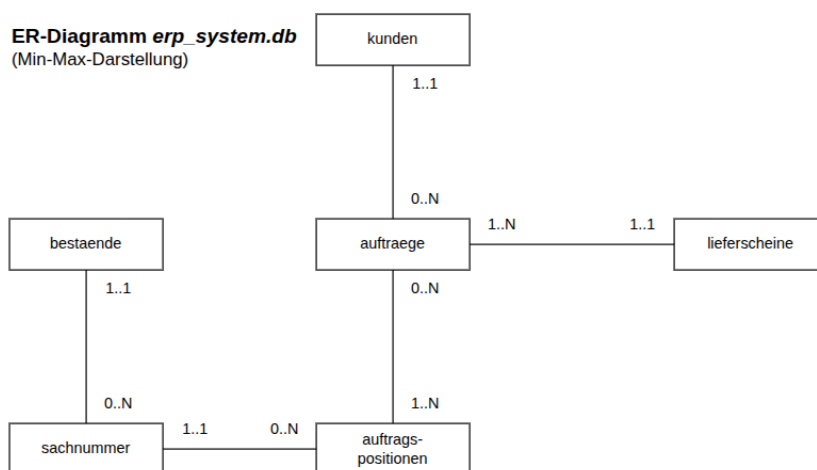 ER-Diagramm erp_system.db
(Min-Max-Darstellung)
kunden
1..1
0..N
bestaende
auftraege
1..N
1..1
lieferscheine
1..1
0..N
0..N
1..N
sachnummer
1..1
0..N
auftrags-
positionen